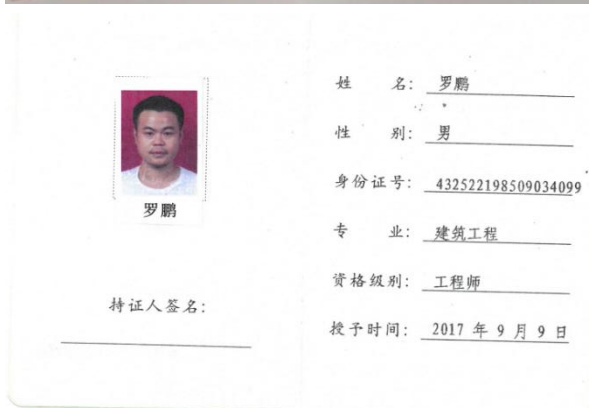 罗鹏
持证人签名：
姓 名： 罗鹏
性 别： 男
身份证号： 432522198509034099
专 业： 建筑工程
资格级别： 工程师
授予时间： 2017 年 9 月 9 日